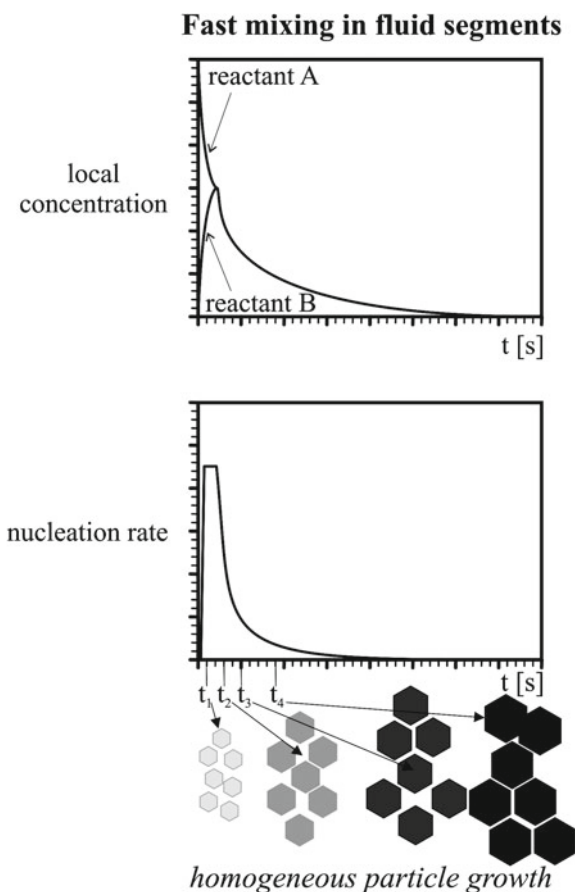 Fast mixing in fluid segments
reactant A
local
concentration
reactant B
t [s]
nucleation rate
t [s]
t1 t2 t3 t4
homogeneous particle growth